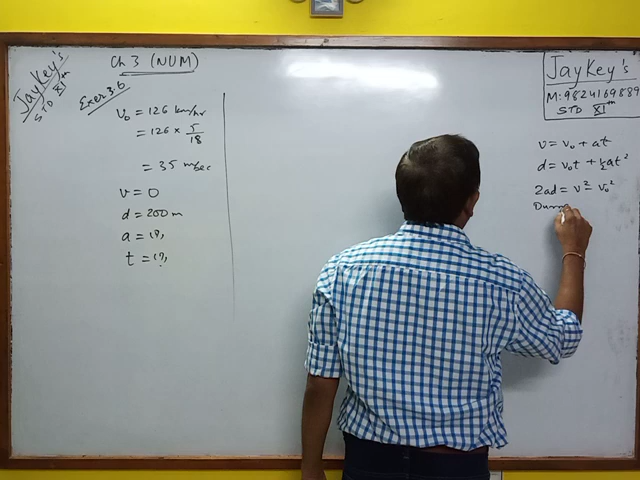 JayKey's
STD XIth
Exer 3.6
Ch 3 (NUM)
v₀ = 126 km/hr
= 126 × 5/18
= 35 m/sec
v = 0
d = 200 m
a = (?)
t = (?)
JayKey's
M: 9824169889
STD XIth
v = v₀ + at
d = v₀t + ½at²
2ad = v² - v₀²